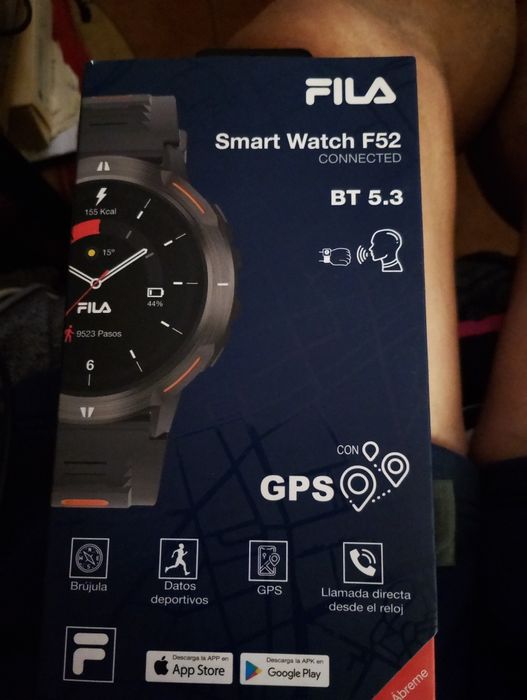 FILA
Smart Watch F52
CONNECTED
BT 5.3
155 Kcal
15°
FILA
44%
9523 Pasos
6
CON
GPS
Brújula
Datos
deportivos
GPS
Llamada directa
desde el reloj
F
Descarga la APP en
App Store
Descarga la APK en
Google Play
Ábreme